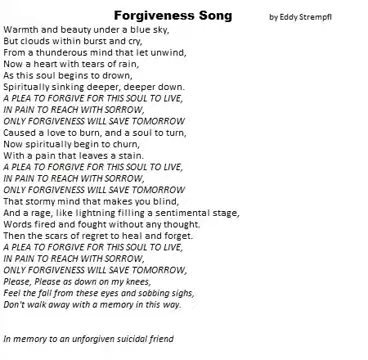 Forgiveness Song by Eddy Strempfl
Warmth and beauty under a blue sky,
But clouds within burst and cry,
From a thunderous mind that let unwind,
Now a heart with tears of rain,
As this soul begins to drown,
Spiritually sinking deeper, deeper down.
A PLEA TO FORGIVE FOR THIS SOUL TO LIVE,
IN PAIN TO REACH WITH SORROW,
ONLY FORGIVENESS WILL SAVE TOMORROW
Caused a love to burn, and a soul to turn,
Now spiritually begin to churn,
With a pain that leaves a stain.
A PLEA TO FORGIVE FOR THIS SOUL TO LIVE,
IN PAIN TO REACH WITH SORROW,
ONLY FORGIVENESS WILL SAVE TOMORROW
That stormy mind that makes you blind,
And a rage, like lightning filling a sentimental stage,
Words fired and fought without any thought.
Then the scars of regret to heal and forget.
A PLEA TO FORGIVE FOR THIS SOUL TO LIVE,
IN PAIN TO REACH WITH SORROW,
ONLY FORGIVENESS WILL SAVE TOMORROW,
Please, Please as down on my knees,
Feel the fall from these eyes and sobbing sighs,
Don't walk away with a memory in this way.
In memory to an unforgiven suicidal friend